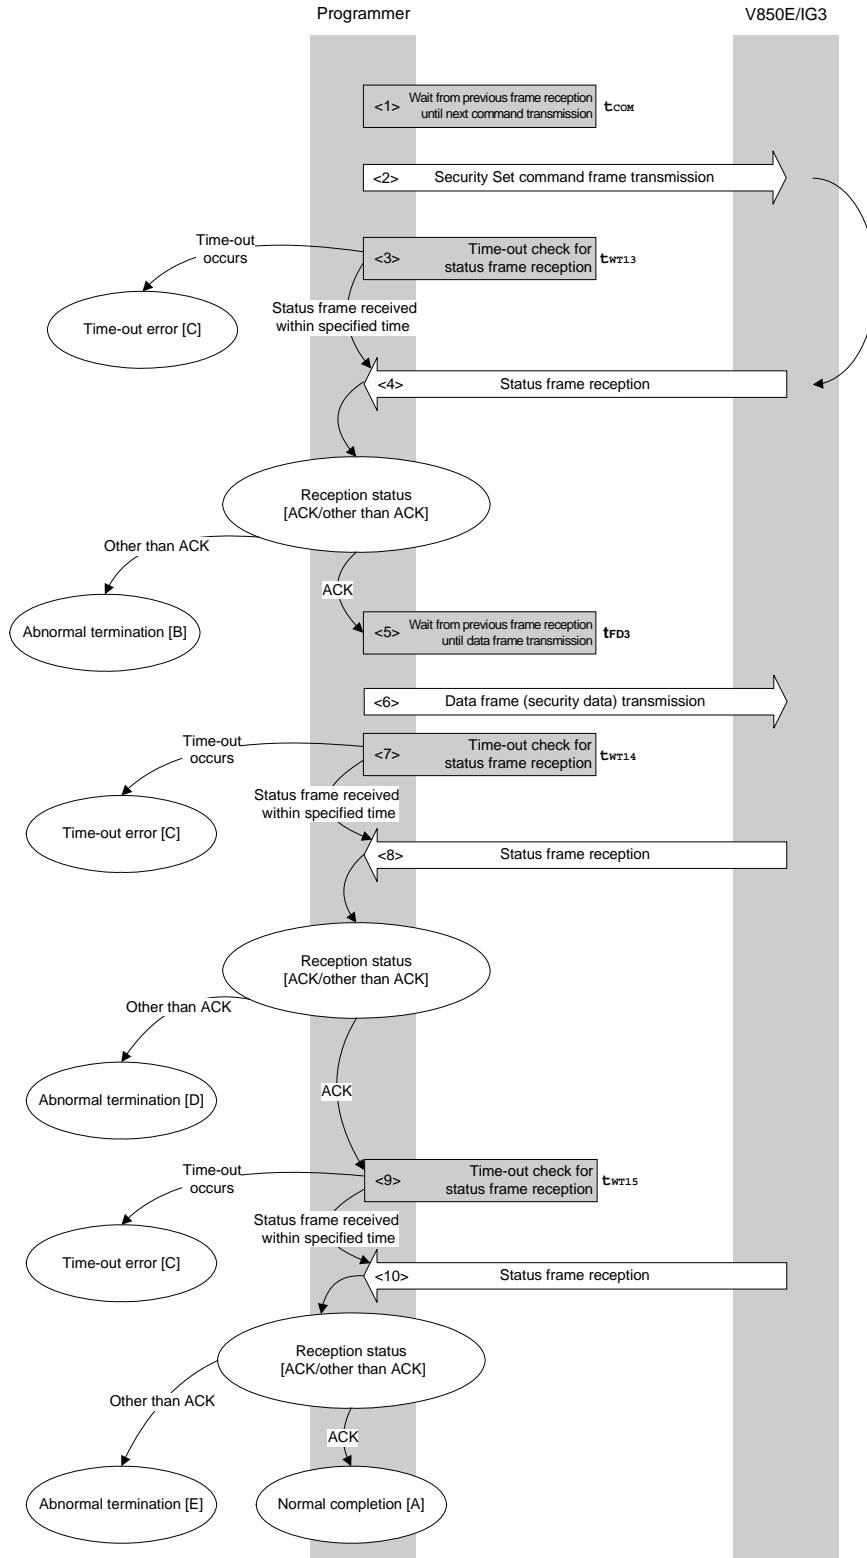 Programmer
V850E/IG3
<1>
Wait from previous frame reception
until next command transmission
tCOM
<2>
Security Set command frame transmission
Time-out
occurs
<3>
Time-out check for
status frame reception
tWT13
Time-out error [C]
Status frame received
within specified time
<4>
Status frame reception
Reception status
[ACK/other than ACK]
Other than ACK
ACK
Abnormal termination [B]
<5>
Wait from previous frame reception
until data frame transmission
tFD3
<6>
Data frame (security data) transmission
Time-out
occurs
<7>
Time-out check for
status frame reception
tWT14
Status frame received
within specified time
Time-out error [C]
<8>
Status frame reception
Reception status
[ACK/other than ACK]
Other than ACK
Abnormal termination [D]
ACK
Time-out
occurs
<9>
Time-out check for
status frame reception
tWT15
Status frame received
within specified time
Time-out error [C]
<10>
Status frame reception
Reception status
[ACK/other than ACK]
Other than ACK
ACK
Abnormal termination [E]
Normal completion [A]